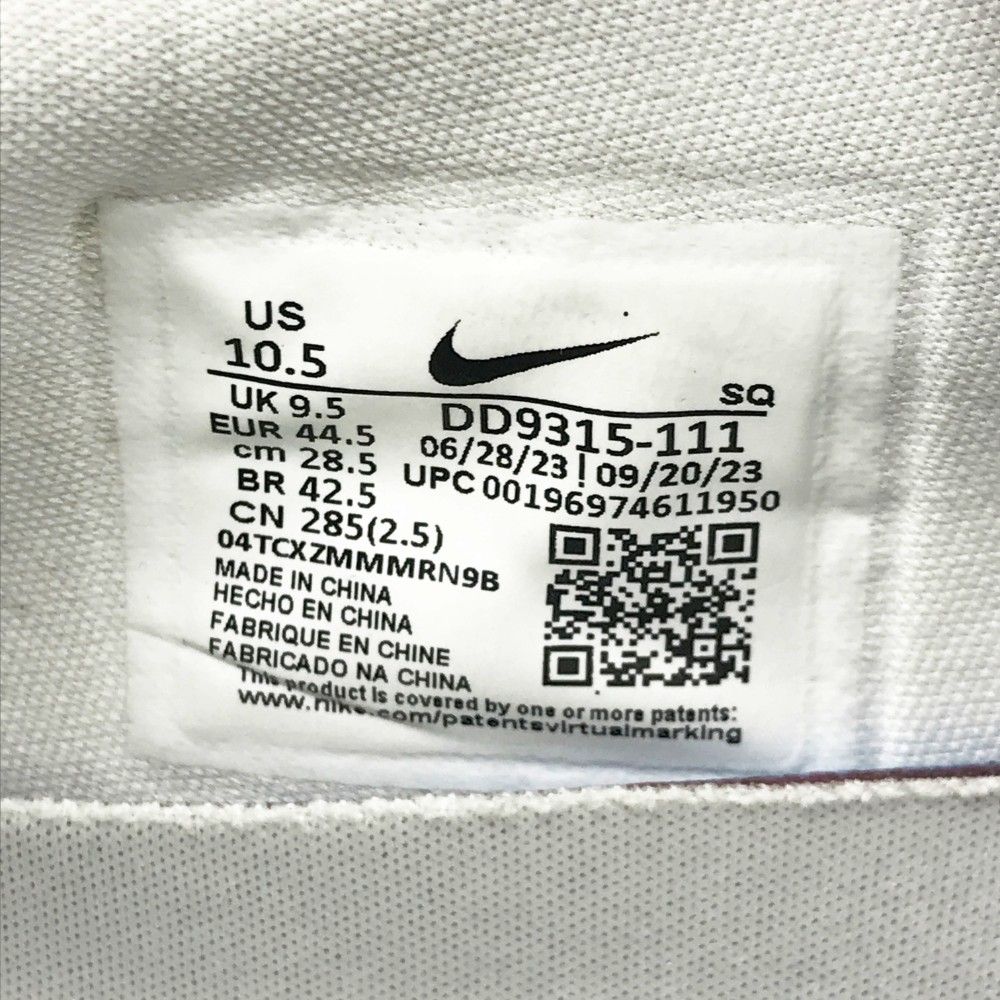 US
10.5
SQ
UK 9.5
DD9315-111
EUR 44.5
06/28/23 | 09/20/23
cm 28.5
UPC 00196974611950
BR 42.5
CN 285(2.5)
04TCXZMMMRN9B
MADE IN CHINA
HECHO EN CHINA
FABRIQUE EN CHINE
FABRICADO NA CHINA
This product is covered by one or more patents:
www.nike.com/patentsvirtualmarking